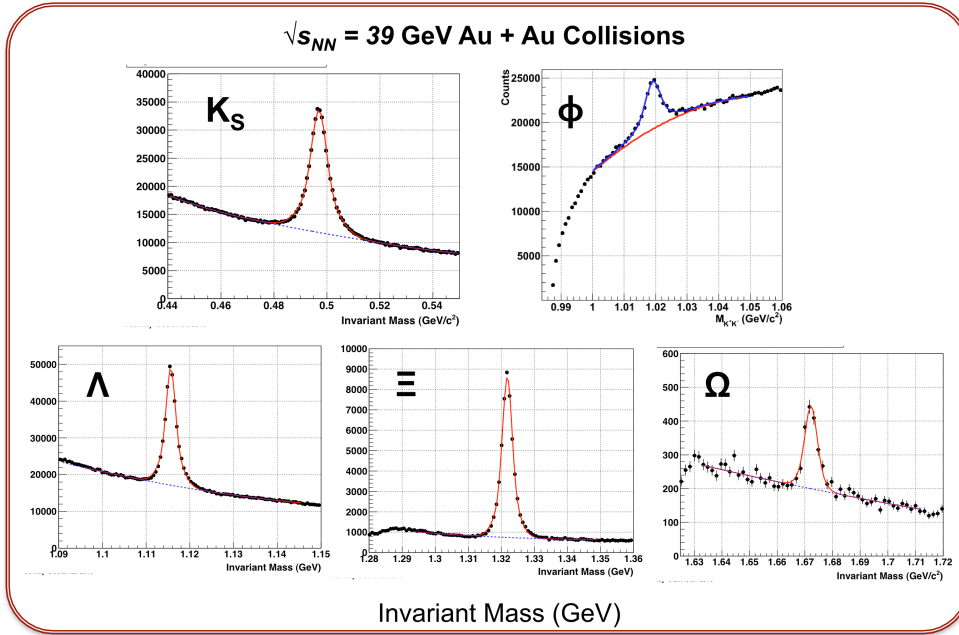 √s_NN = 39 GeV Au + Au Collisions
40000
35000
30000
25000
20000
15000
10000
5000
0
K_S
0.44 0.46 0.48 0.5 0.52 0.54
Invariant Mass (GeV/c²)
Counts
25000
20000
15000
10000
5000
0
ϕ
0.99 1 1.01 1.02 1.03 1.04 1.05 1.06
M_K⁺K⁻ (GeV/c²)
50000
40000
30000
20000
10000
0
Λ
1.09 1.1 1.11 1.12 1.13 1.14 1.15
Invariant Mass (GeV)
10000
9000
8000
7000
6000
5000
4000
3000
2000
1000
0
Ξ
1.28 1.29 1.3 1.31 1.32 1.33 1.34 1.35 1.36
Invariant Mass (GeV)
600
500
400
300
200
100
0
Ω
1.63 1.64 1.65 1.66 1.67 1.68 1.69 1.7 1.71 1.72
Invariant Mass (GeV/c²)
Invariant Mass (GeV)